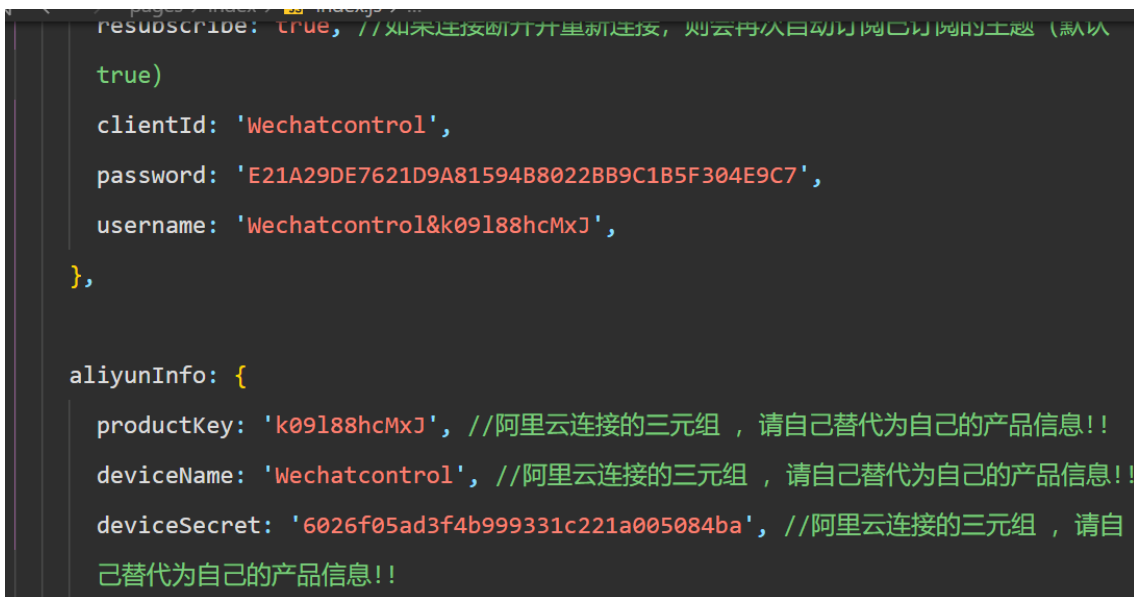 pages > index > JS index.js > ...
resubscribe: true, //如果连接断开并重新连接，则会再次自动订阅已订阅的主题（默认
true)
clientId: 'Wechatcontrol',
password: 'E21A29DE7621D9A81594B8022BB9C1B5F304E9C7',
username: 'Wechatcontrol&k09l88hcMxJ',
},
aliyunInfo: {
productKey: 'k09l88hcMxJ', //阿里云连接的三元组 ，请自己替代为自己的产品信息!!
deviceName: 'Wechatcontrol', //阿里云连接的三元组 ，请自己替代为自己的产品信息!!
deviceSecret: '6026f05ad3f4b999331c221a005084ba', //阿里云连接的三元组 ，请自
己替代为自己的产品信息!!